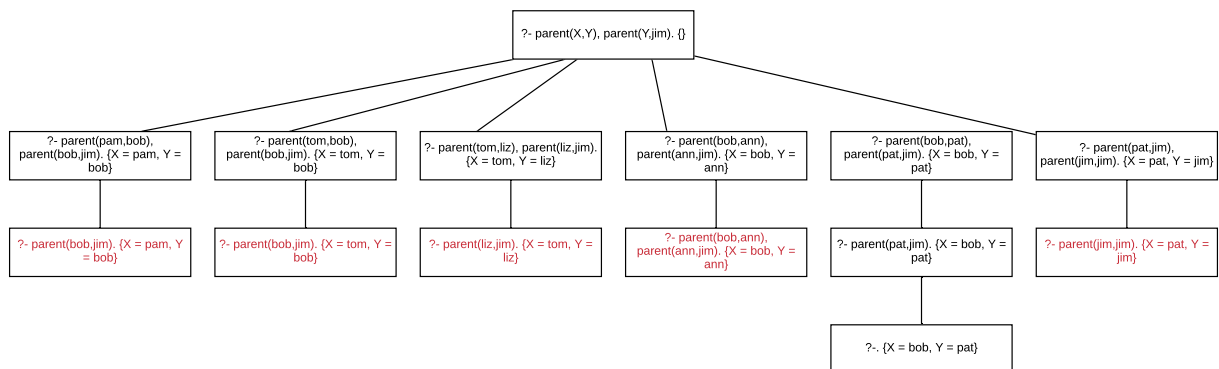 ?- parent(X,Y), parent(Y,jim). {}
?- parent(pam,bob),
parent(bob,jim). {X = pam, Y =
bob}
?- parent(tom,bob),
parent(bob,jim). {X = tom, Y =
bob}
?- parent(tom,liz), parent(liz,jim).
{X = tom, Y = liz}
?- parent(bob,ann),
parent(ann,jim). {X = bob, Y =
ann}
?- parent(bob,pat),
parent(pat,jim). {X = bob, Y =
pat}
?- parent(pat,jim),
parent(jim,jim). {X = pat, Y = jim}
?- parent(bob,jim). {X = pam, Y
= bob}
?- parent(bob,jim). {X = tom, Y =
bob}
?- parent(liz,jim). {X = tom, Y =
liz}
?- parent(bob,ann),
parent(ann,jim). {X = bob, Y =
ann}
?- parent(pat,jim). {X = bob, Y =
pat}
?- parent(jim,jim). {X = pat, Y =
jim}
?-. {X = bob, Y = pat}